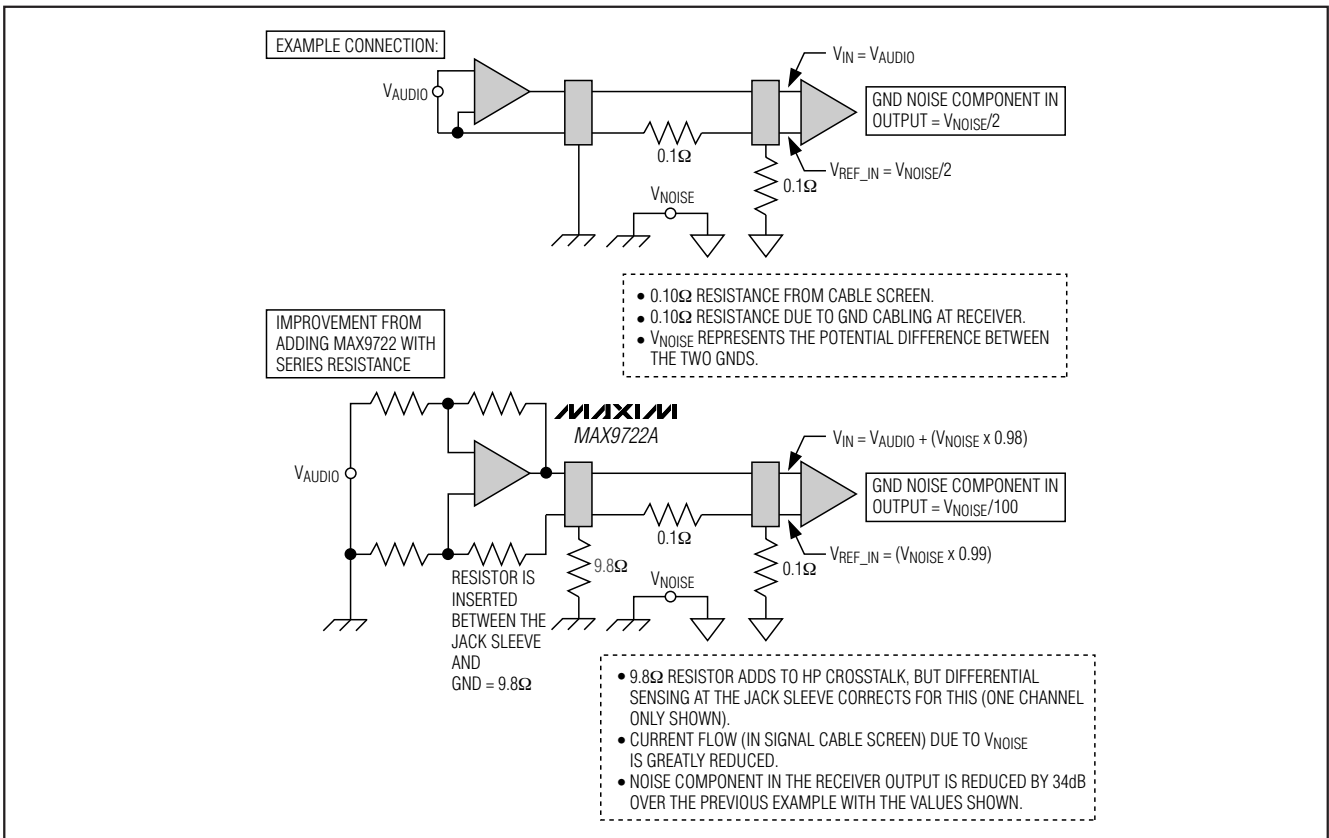 EXAMPLE CONNECTION:
VAUDIO
VIN = VAUDIO
GND NOISE COMPONENT IN
OUTPUT = VNOISE/2
0.1Ω
VREF_IN = VNOISE/2
0.1Ω
VNOISE
• 0.10Ω RESISTANCE FROM CABLE SCREEN.
• 0.10Ω RESISTANCE DUE TO GND CABLING AT RECEIVER.
• VNOISE REPRESENTS THE POTENTIAL DIFFERENCE BETWEEN
THE TWO GNDS.
IMPROVEMENT FROM
ADDING MAX9722 WITH
SERIES RESISTANCE
MAXIM
MAX9722A
VAUDIO
VIN = VAUDIO + (VNOISE x 0.98)
GND NOISE COMPONENT IN
OUTPUT = VNOISE/100
0.1Ω
VREF_IN = (VNOISE x 0.99)
9.8Ω
0.1Ω
VNOISE
RESISTOR IS
INSERTED
BETWEEN THE
JACK SLEEVE
AND
GND = 9.8Ω
• 9.8Ω RESISTOR ADDS TO HP CROSSTALK, BUT DIFFERENTIAL
SENSING AT THE JACK SLEEVE CORRECTS FOR THIS (ONE CHANNEL
ONLY SHOWN).
• CURRENT FLOW (IN SIGNAL CABLE SCREEN) DUE TO VNOISE
IS GREATLY REDUCED.
• NOISE COMPONENT IN THE RECEIVER OUTPUT IS REDUCED BY 34dB
OVER THE PREVIOUS EXAMPLE WITH THE VALUES SHOWN.